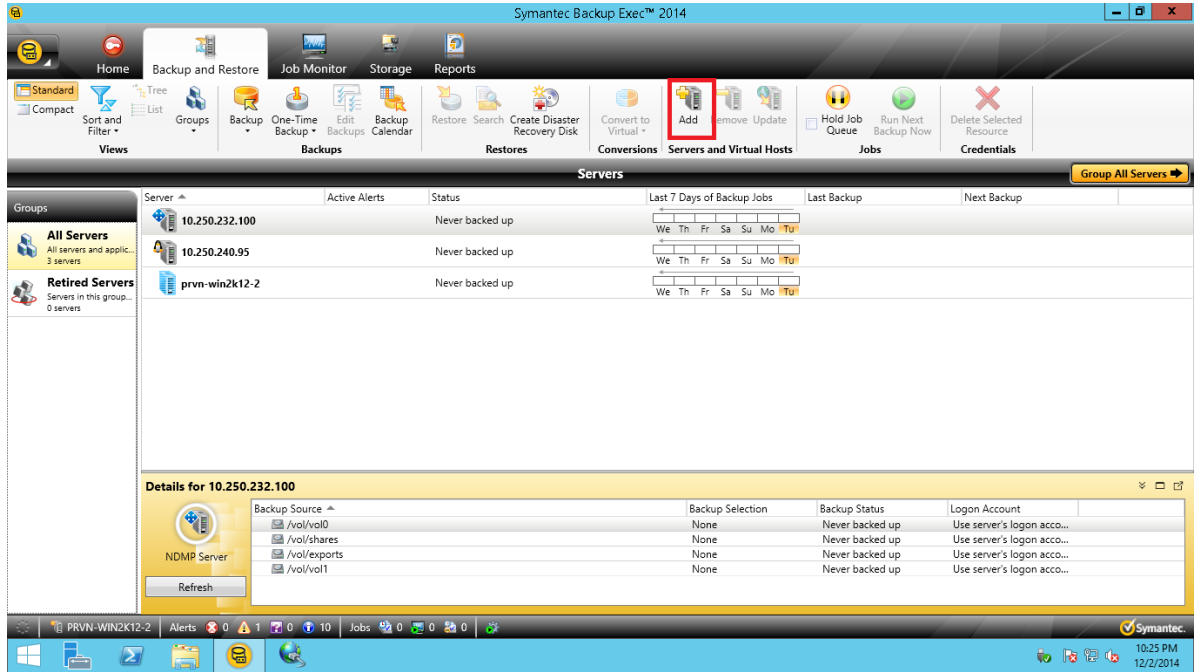 Symantec Backup Exec™ 2014
Home
Backup and Restore
Job Monitor
Storage
Reports
Standard
Compact
Sort and
Filter
Tree
List
Groups
Views
Backup
One-Time
Backup
Edit
Backups
Backup
Calendar
Backups
Restore
Search
Create Disaster
Recovery Disk
Restores
Convert to
Virtual
Conversions
Add
emove
Update
Servers and Virtual Hosts
Hold Job
Queue
Run Next
Backup Now
Jobs
Delete Selected
Resource
Credentials
Servers
Group All Servers
Groups
All Servers
All servers and applic...
3 servers
Retired Servers
Servers in this group...
0 servers
Server Active Alerts Status Last 7 Days of Backup Jobs Last Backup Next Backup
10.250.232.100 Never backed up
We Th Fr Sa Su Mo Tu
10.250.240.95 Never backed up
We Th Fr Sa Su Mo Tu
prvn-win2k12-2 Never backed up
We Th Fr Sa Su Mo Tu
Details for 10.250.232.100
NDMP Server
Refresh
Backup Source Backup Selection Backup Status Logon Account
/vol/vol0 None Never backed up Use server's logon acco...
/vol/shares None Never backed up Use server's logon acco...
/vol/exports None Never backed up Use server's logon acco...
/vol/vol1 None Never backed up Use server's logon acco...
PRVN-WIN2K12-2 Alerts 0 1 0 10 Jobs 0 0 0
Symantec.
10:25 PM
12/2/2014